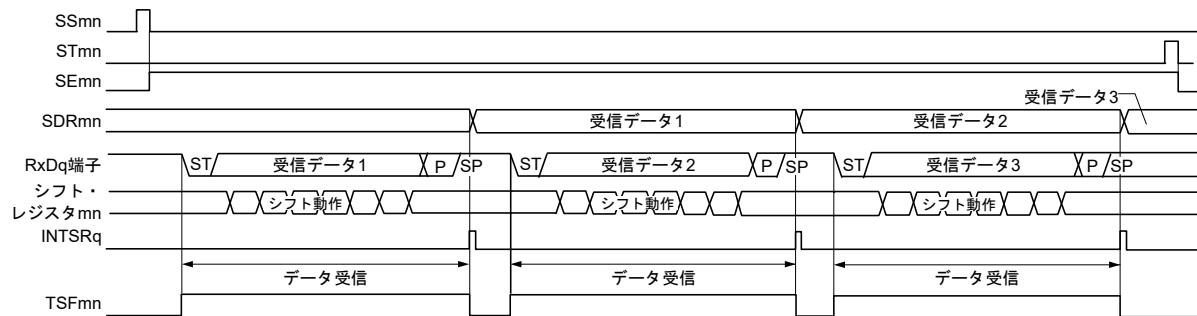 SSmn
STmn
SEmn
受信データ3
SDRmn 受信データ1 受信データ2
RxDq端子 ST 受信データ1 P SP ST 受信データ2 P SP ST 受信データ3 P SP
シフト・
レジスタmn シフト動作 シフト動作 シフト動作
INTSRq
データ受信 データ受信 データ受信
TSFmn